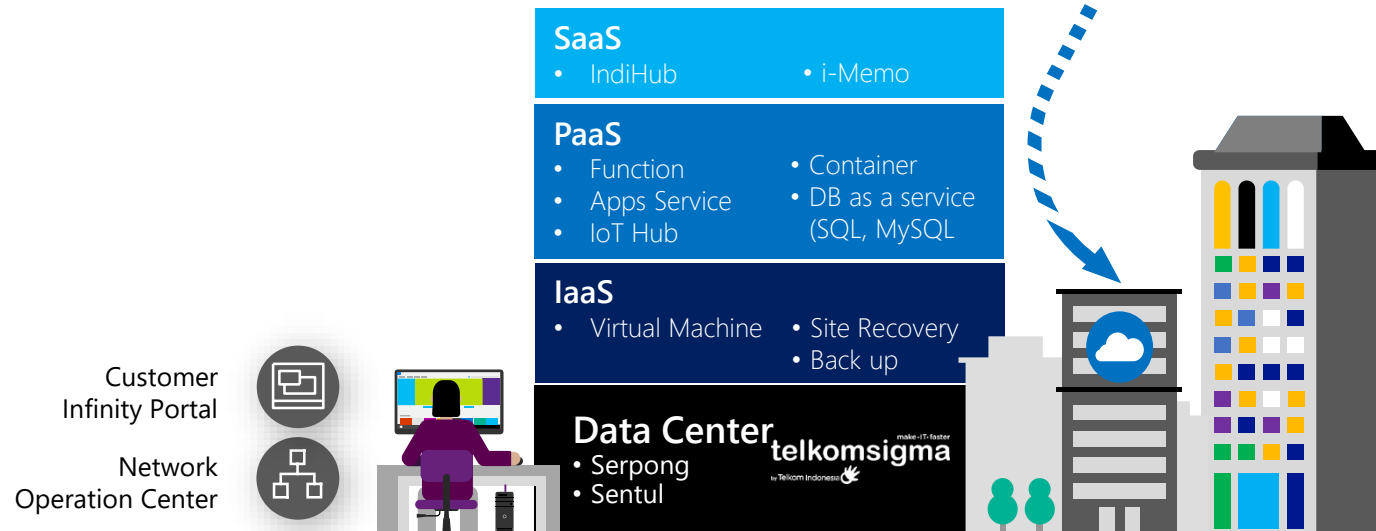 SaaS
• IndiHub
• i-Memo
PaaS
• Function
• Apps Service
• IoT Hub
• Container
• DB as a service
(SQL, MySQL
IaaS
• Virtual Machine
• Site Recovery
• Back up
Customer
Infinity Portal
Network
Operation Center
Data Center
• Serpong
• Sentul
make-IT-faster
telkomsigma
by Telkom Indonesia